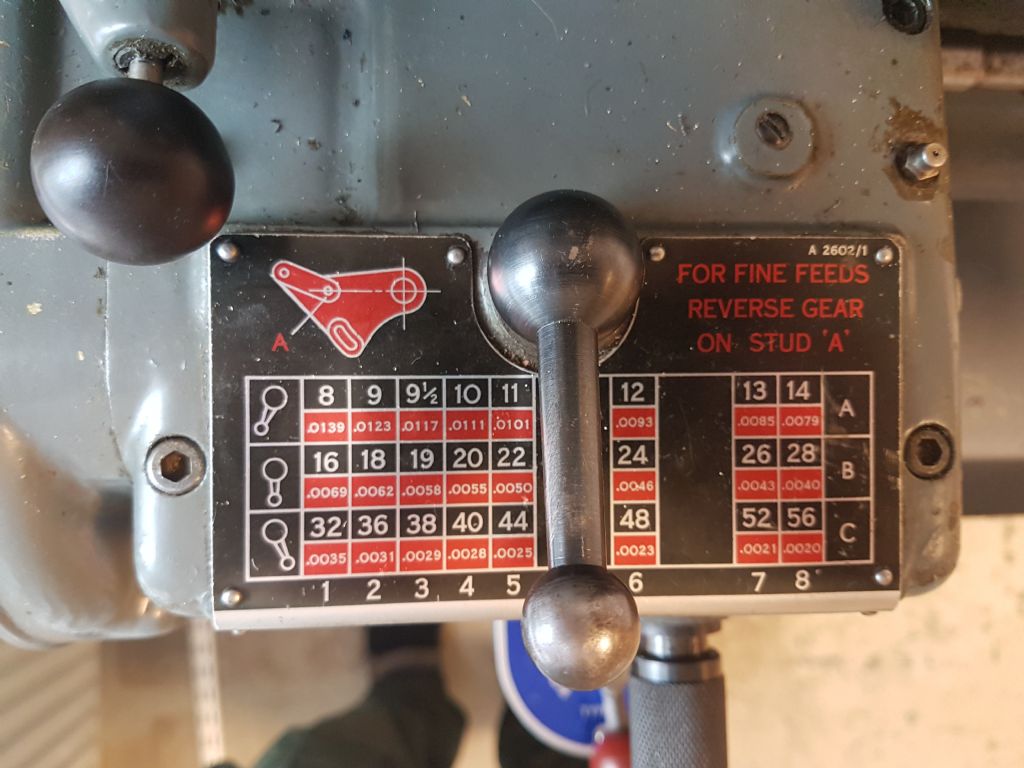 A 2602/1
FOR FINE FEEDS
REVERSE GEAR
ON STUD 'A'
A
8 9 9½ 10 11 12 13 14 A
.0139 .0123 .0117 .0111 .0101 .0093 .0085 .0079
16 18 19 20 22 24 26 28 B
.0069 .0062 .0058 .0055 .0050 .0046 .0043 .0040
32 36 38 40 44 48 52 56 C
.0035 .0031 .0029 .0028 .0025 .0023 .0021 .0020
1 2 3 4 5 6 7 8